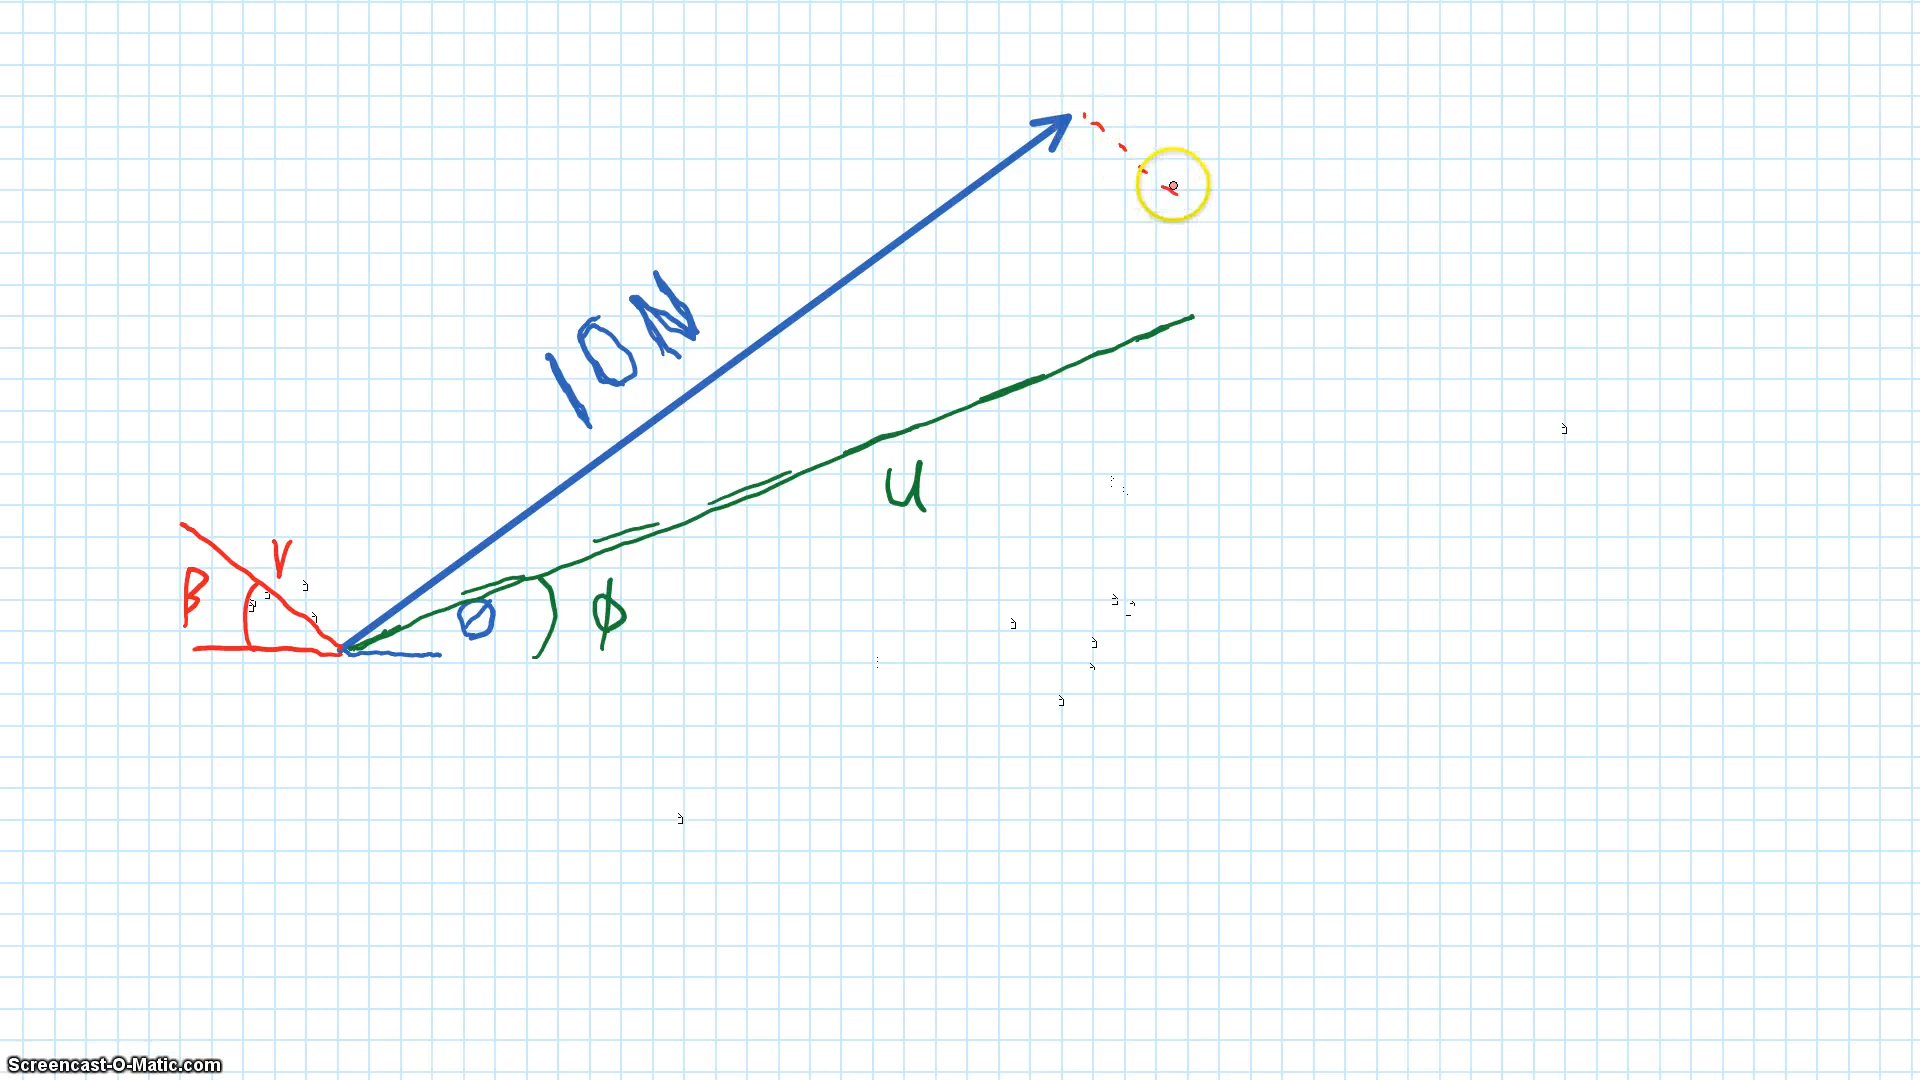 10N
u
V
β
θ
ϕ
Screencast-O-Matic.com